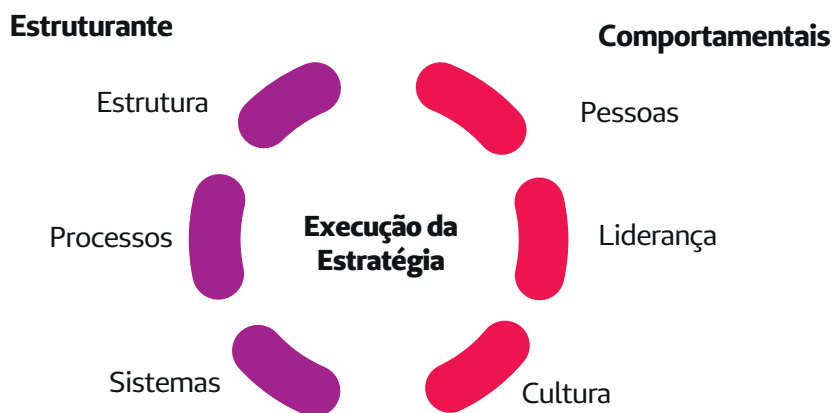 Estruturante
Comportamentais
Estrutura
Pessoas
Processos
Execução da
Estratégia
Liderança
Sistemas
Cultura